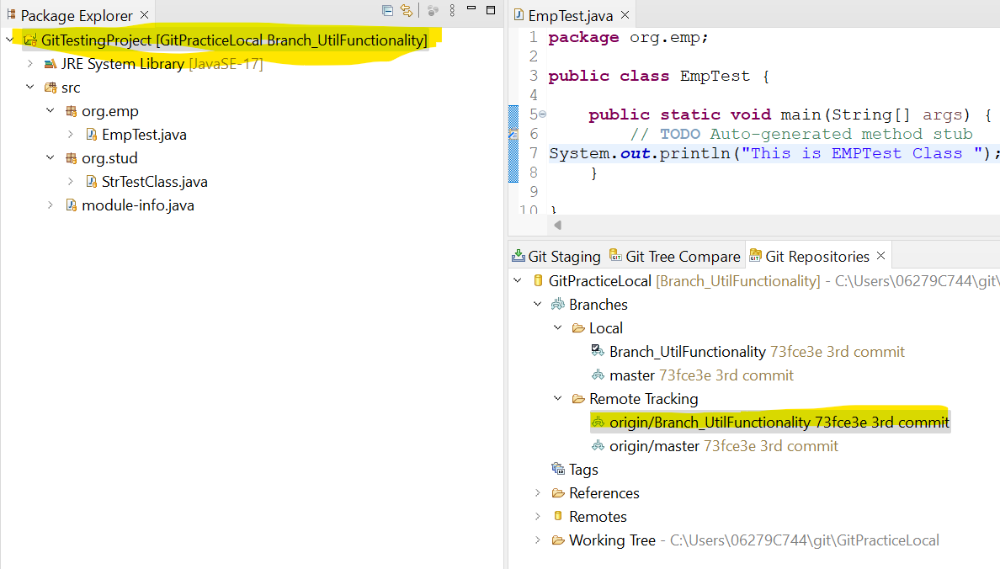 Package Explorer
GitTestingProject [GitPracticeLocal Branch_UtilFunctionality]
JRE System Library [JavaSE-17]
src
org.emp
EmpTest.java
org.stud
StrTestClass.java
module-info.java
EmpTest.java
1 package org.emp;
2
3 public class EmpTest {
4
5 public static void main(String[] args) {
6 // TODO Auto-generated method stub
7 System.out.println("This is EMPTest Class ");
8 }
9
10 }
Git Staging Git Tree Compare Git Repositories
GitPracticeLocal [Branch_UtilFunctionality] - C:\Users\06279C744\git\
Branches
Local
Branch_UtilFunctionality 73fce3e 3rd commit
master 73fce3e 3rd commit
Remote Tracking
origin/Branch_UtilFunctionality 73fce3e 3rd commit
origin/master 73fce3e 3rd commit
Tags
References
Remotes
Working Tree - C:\Users\06279C744\git\GitPracticeLocal